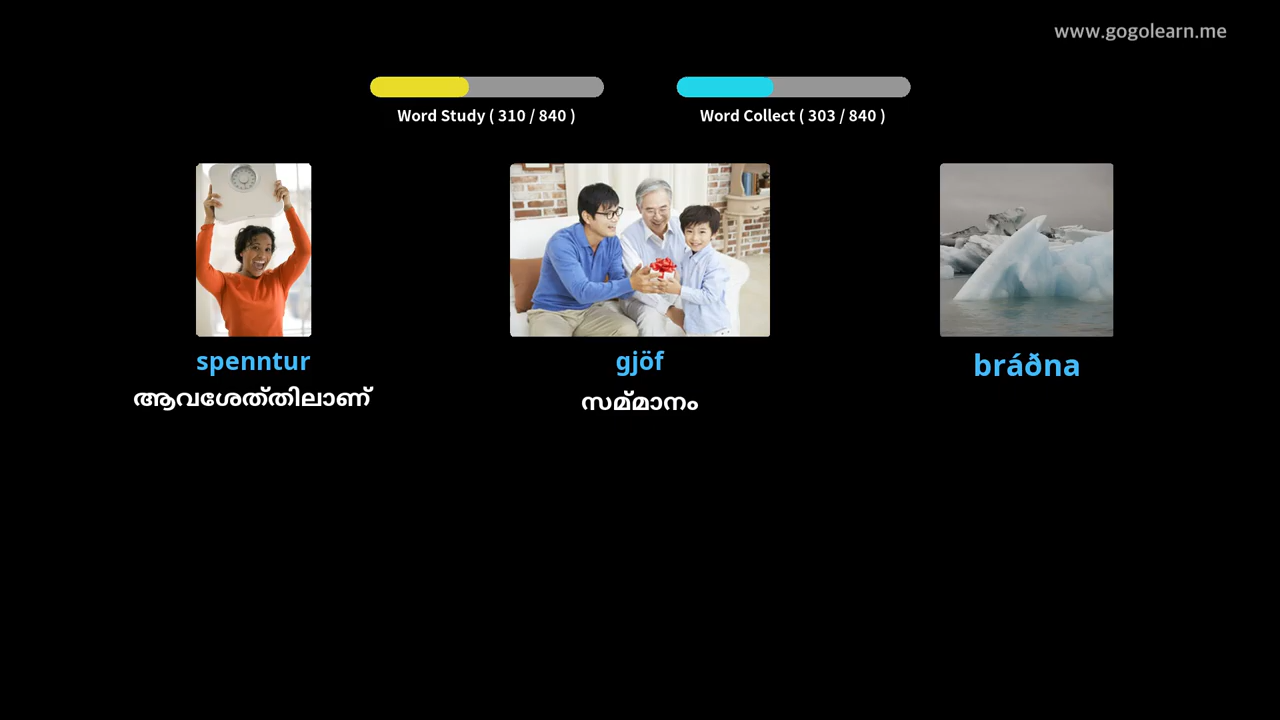 www.gogolearn.me
Word Study ( 310 / 840 )
Word Collect ( 303 / 840 )
spenntur
ആവശേത്തിലാണ്
gjöf
സമ്മാനം
bráðna